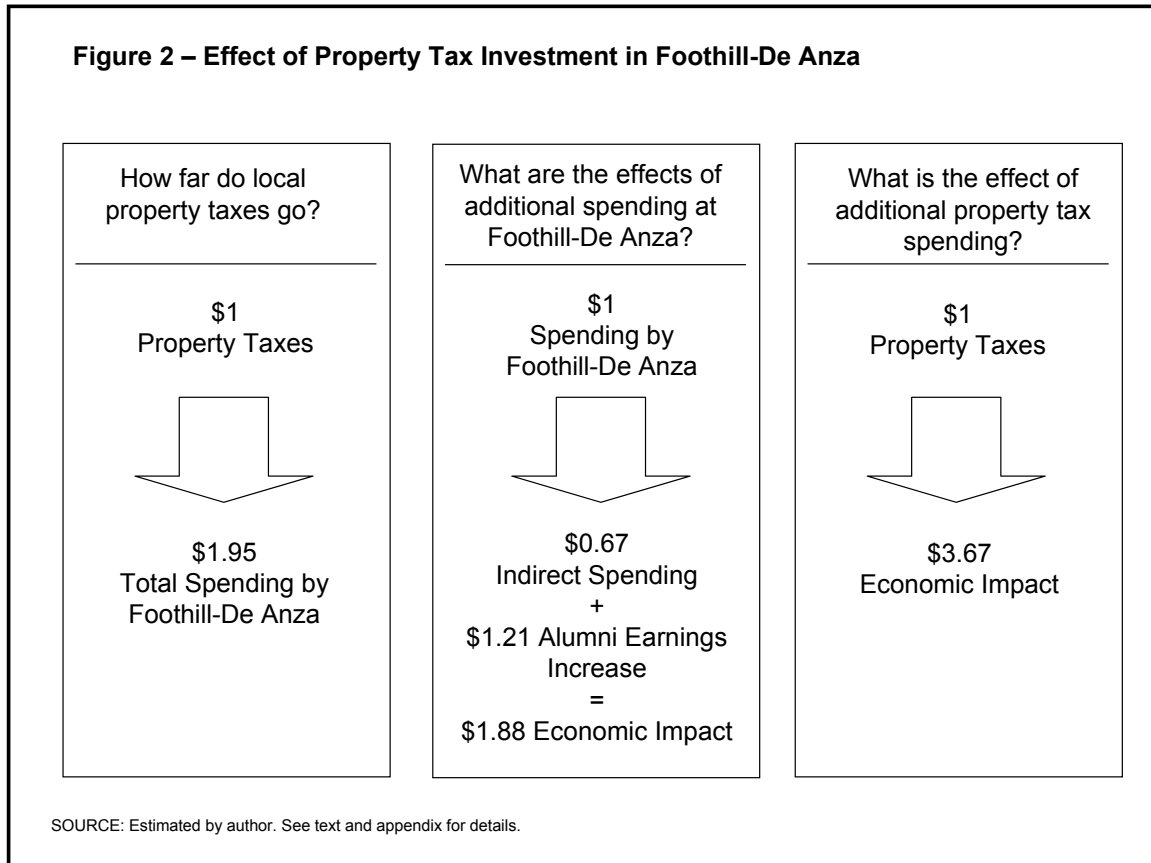 Figure 2 – Effect of Property Tax Investment in Foothill-De Anza
How far do local
property taxes go?
$1
Property Taxes
$1.95
Total Spending by
Foothill-De Anza
What are the effects of
additional spending at
Foothill-De Anza?
$1
Spending by
Foothill-De Anza
$0.67
Indirect Spending
+
$1.21 Alumni Earnings
Increase
=
$1.88 Economic Impact
What is the effect of
additional property tax
spending?
$1
Property Taxes
$3.67
Economic Impact
SOURCE: Estimated by author. See text and appendix for details.